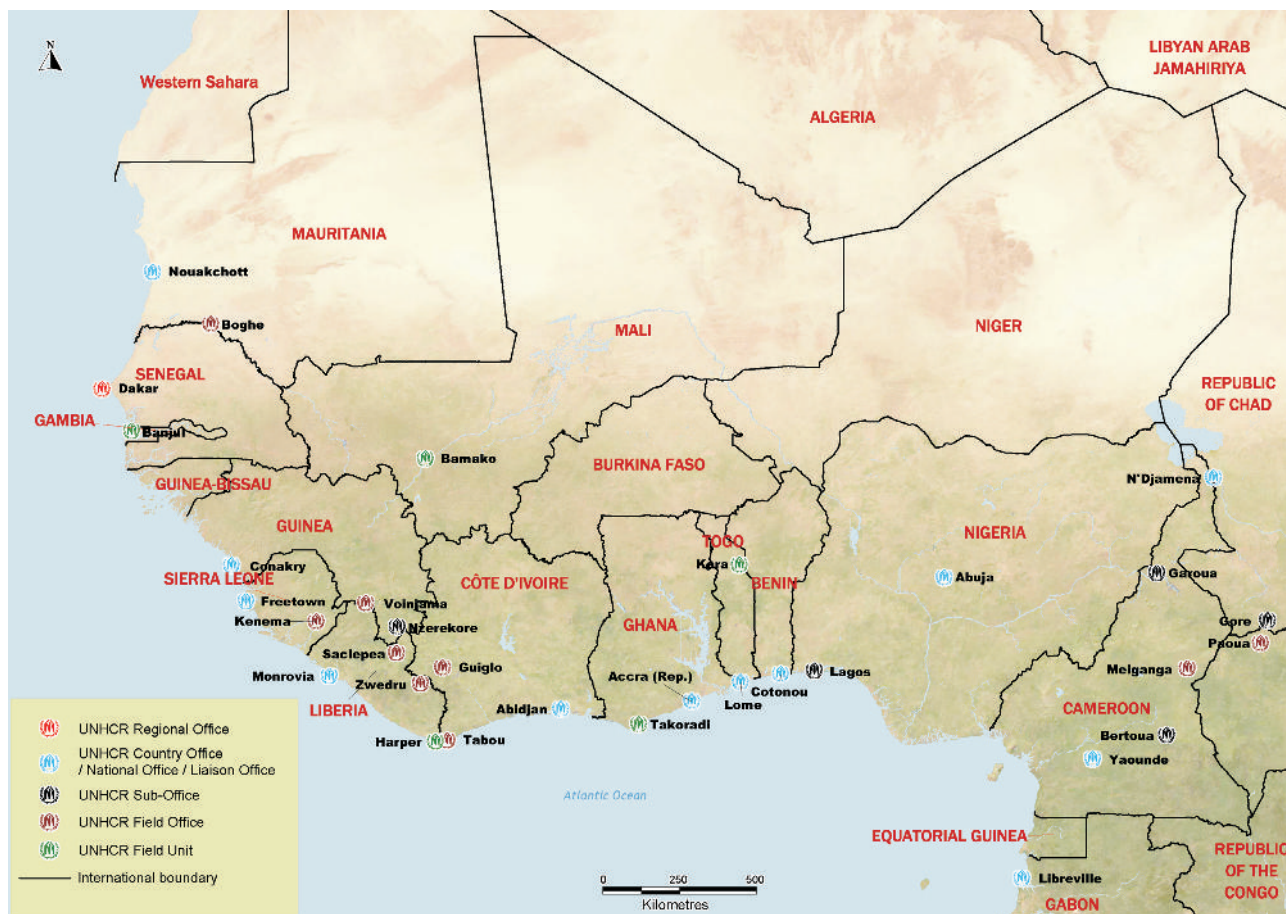 N
LIBYAN ARAB
JAMAHIRIYA
Western Sahara
ALGERIA
MAURITANIA
Nouakchott
Boghe
MALI
NIGER
SENEGAL
Dakar
REPUBLIC
OF CHAD
GAMBIA
Banjul
Bamako
BURKINA FASO
N'Djamena
GUINEA-BISSAU
GUINEA
NIGERIA
TOGO
Kara
BENIN
Conakry
SIERRA LEONE
CÔTE D'IVOIRE
Abuja
Garoua
Freetown
Voinjama
Kenema
Nzerekore
GHANA
Gore
Paoua
Saclepea
Guiglo
Meiganga
Monrovia
Zwedru
Accra (Rep.)
Lagos
Cotonou
Lome
LIBERIA
Abidjan
Takoradi
CAMEROON
Harper
Tabou
Bertoua
Yaounde
Atlantic Ocean
EQUATORIAL GUINEA
REPUBLIC
OF THE
CONGO
Libreville
GABON
UNHCR Regional Office
UNHCR Country Office
/ National Office / Liaison Office
UNHCR Sub-Office
UNHCR Field Office
UNHCR Field Unit
International boundary
0 250 500
Kilometres